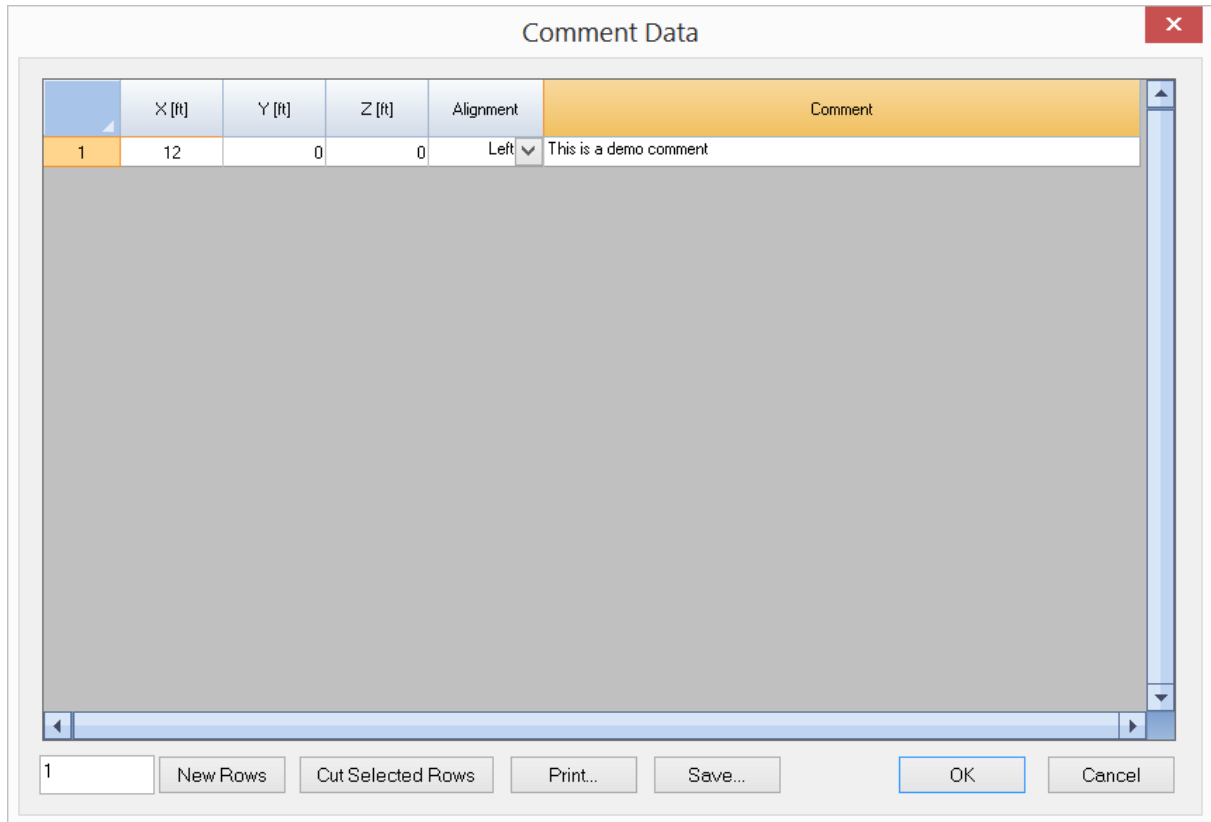 Comment Data
X [ft] Y [ft] Z [ft] Alignment Comment
1 12 0 0 Left This is a demo comment
1 New Rows Cut Selected Rows Print... Save... OK Cancel